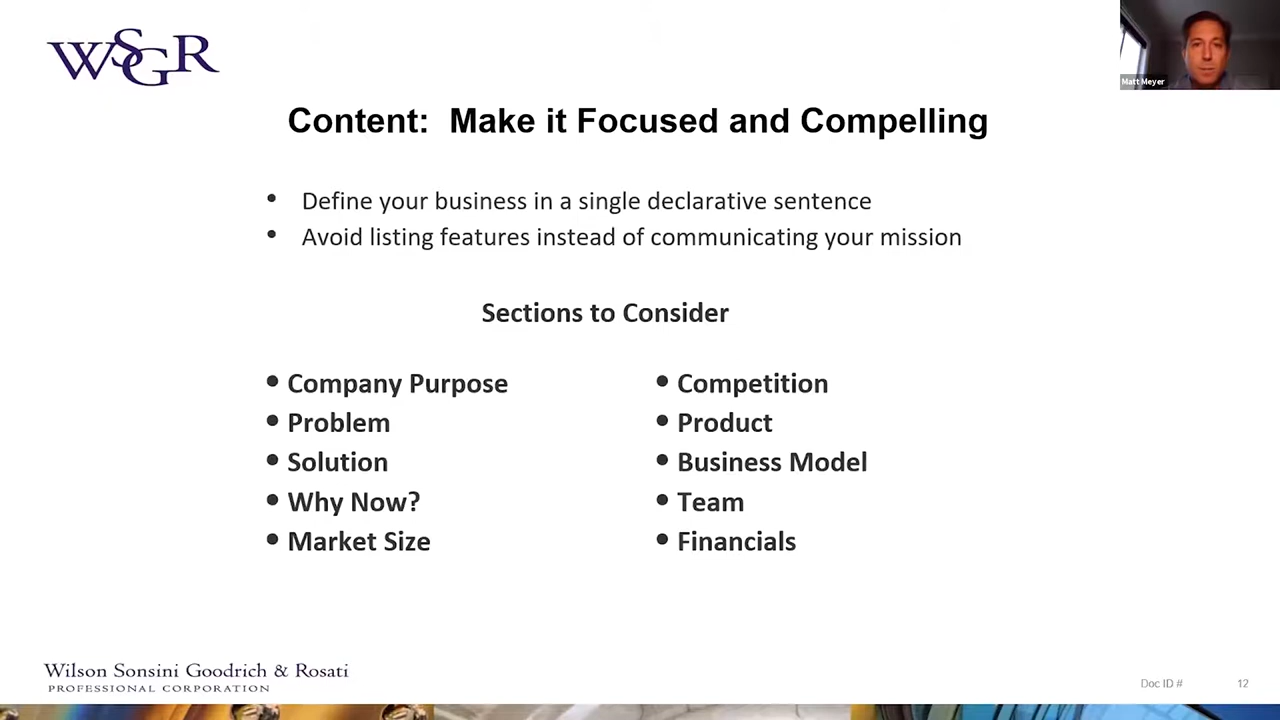 WSGR
Matt Meyer
Content: Make it Focused and Compelling
• Define your business in a single declarative sentence
• Avoid listing features instead of communicating your mission
Sections to Consider
• Company Purpose
• Problem
• Solution
• Why Now?
• Market Size
• Competition
• Product
• Business Model
• Team
• Financials
Wilson Sonsini Goodrich & Rosati
PROFESSIONAL CORPORATION
Doc ID #
12